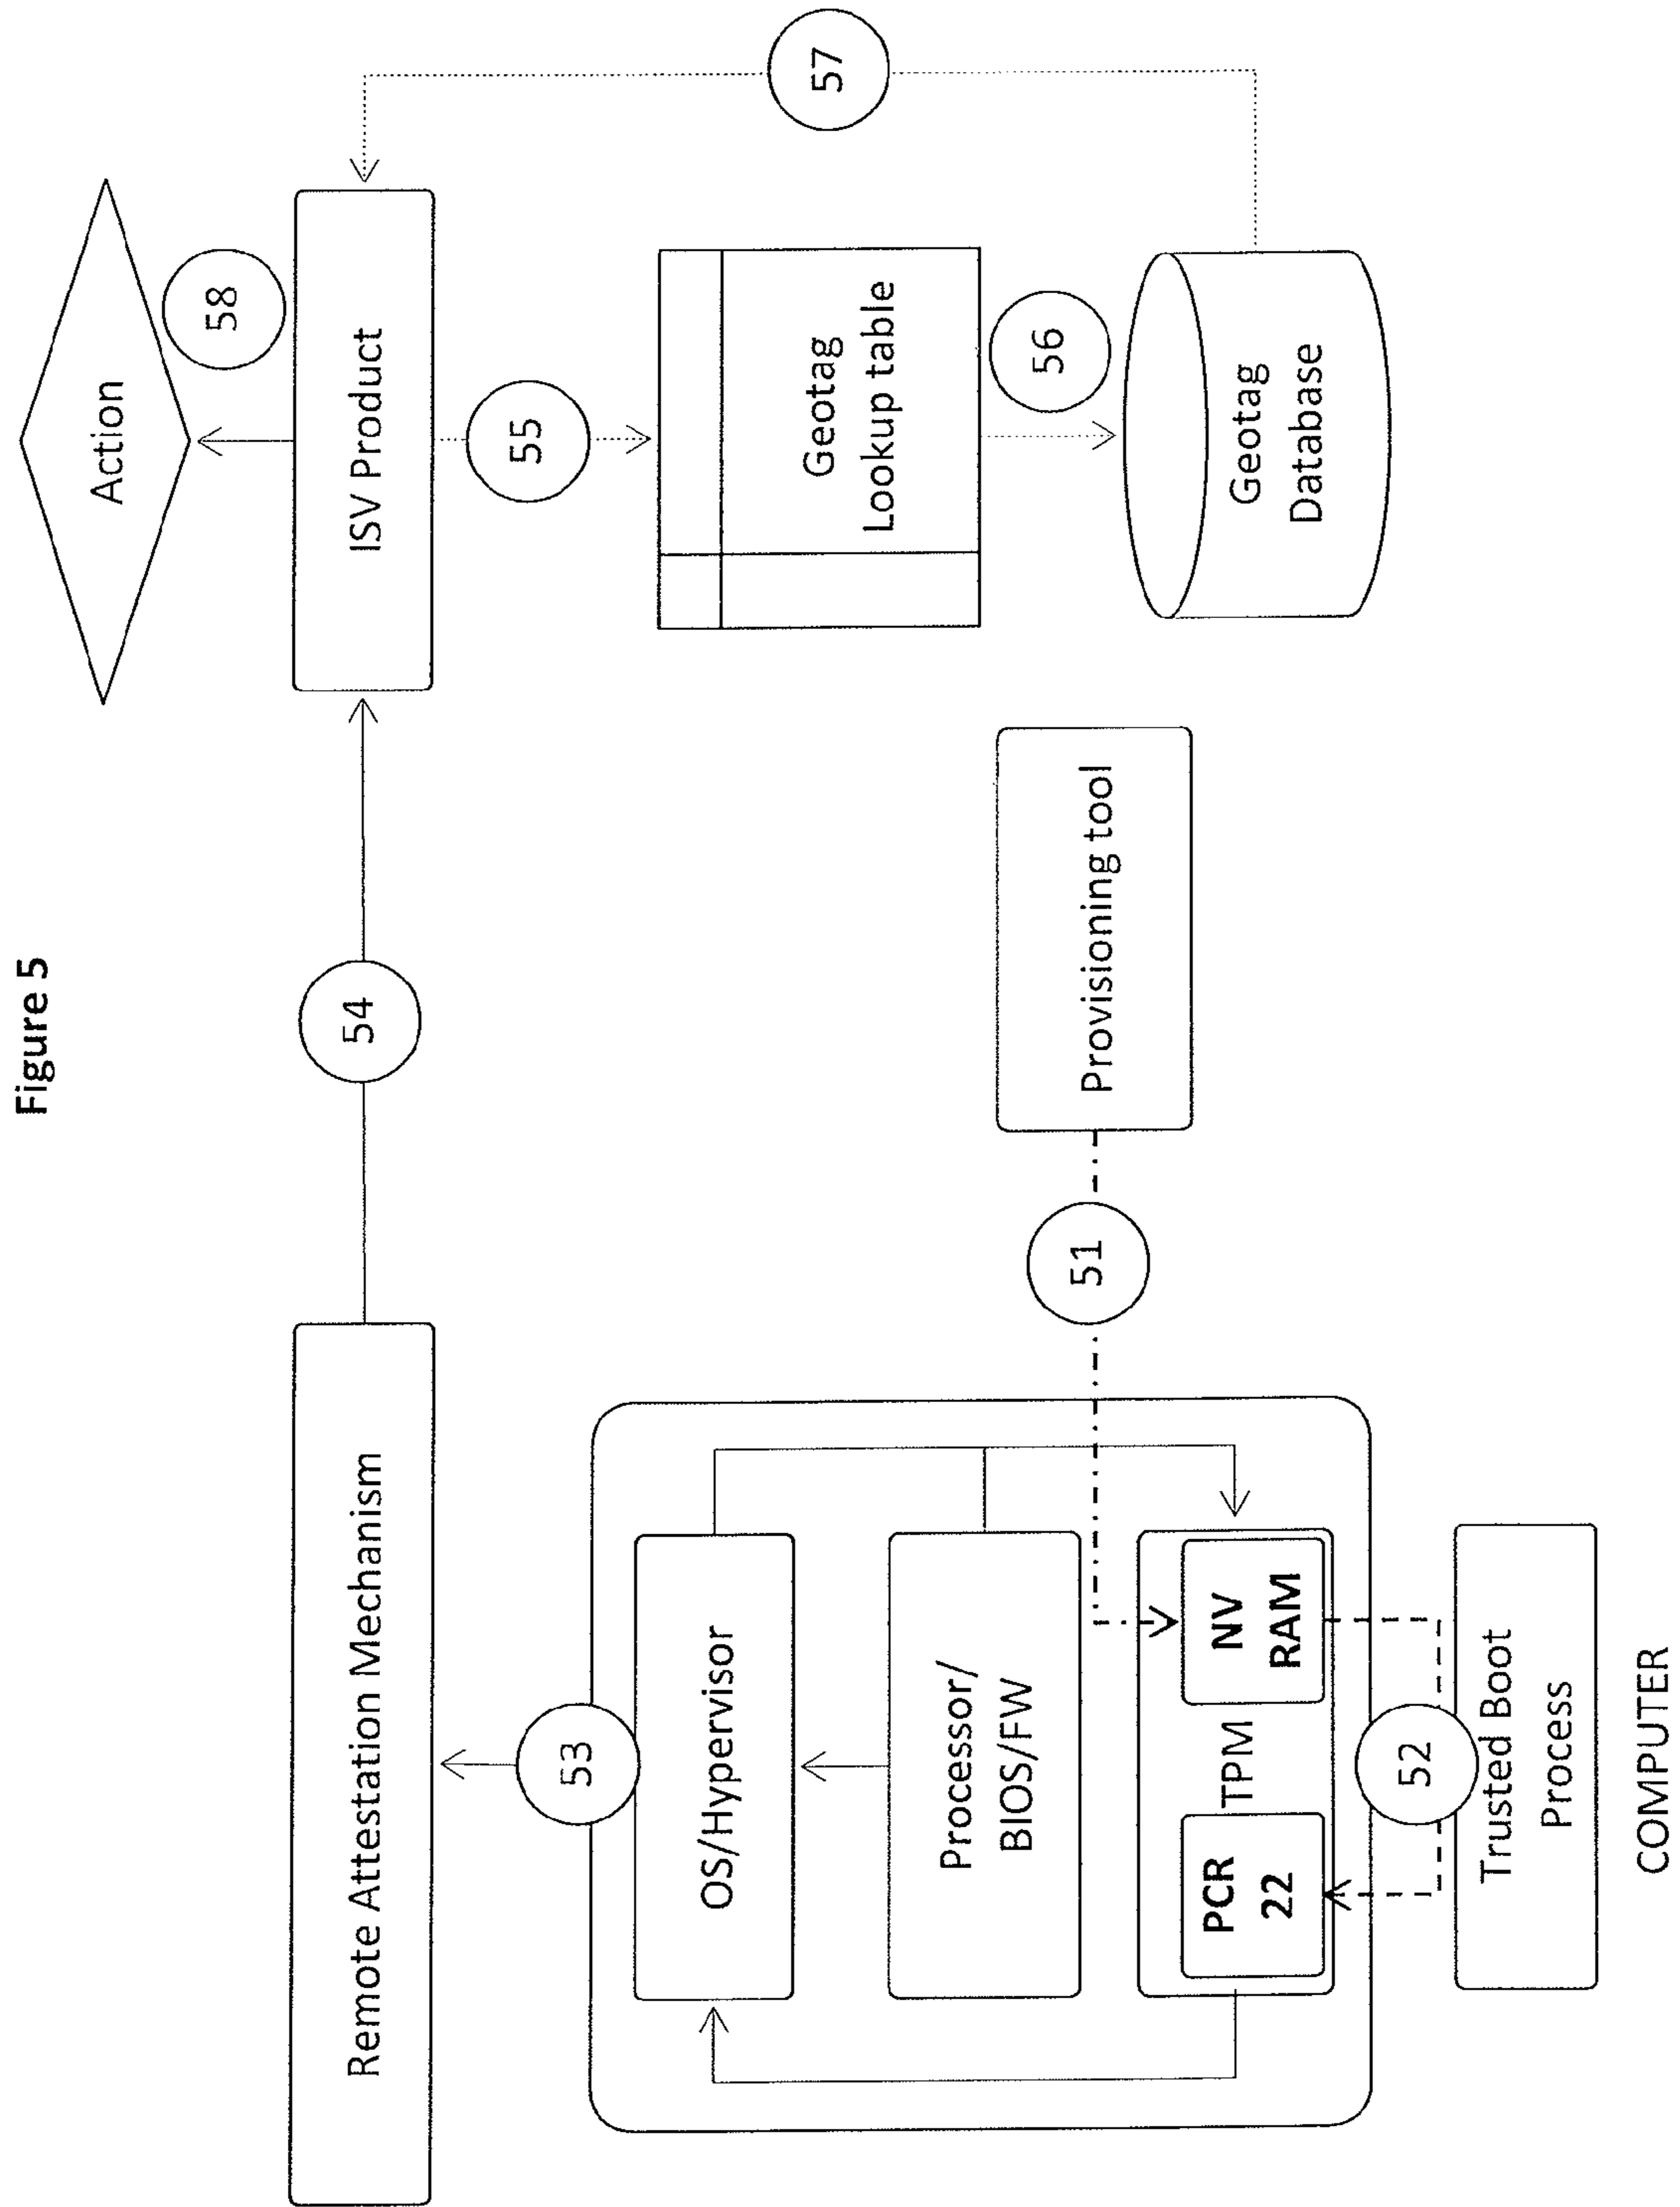 Figure 5
Remote Attestation Mechanism
54
ISV Product
58
Action
53
OS/Hypervisor
Processor/
BIOS/FW
PCR
22
TPM
NV
RAM
52
Trusted Boot
Process
COMPUTER
51
Provisioning tool
55
Geotag
Lookup table
56
Geotag
Database
57